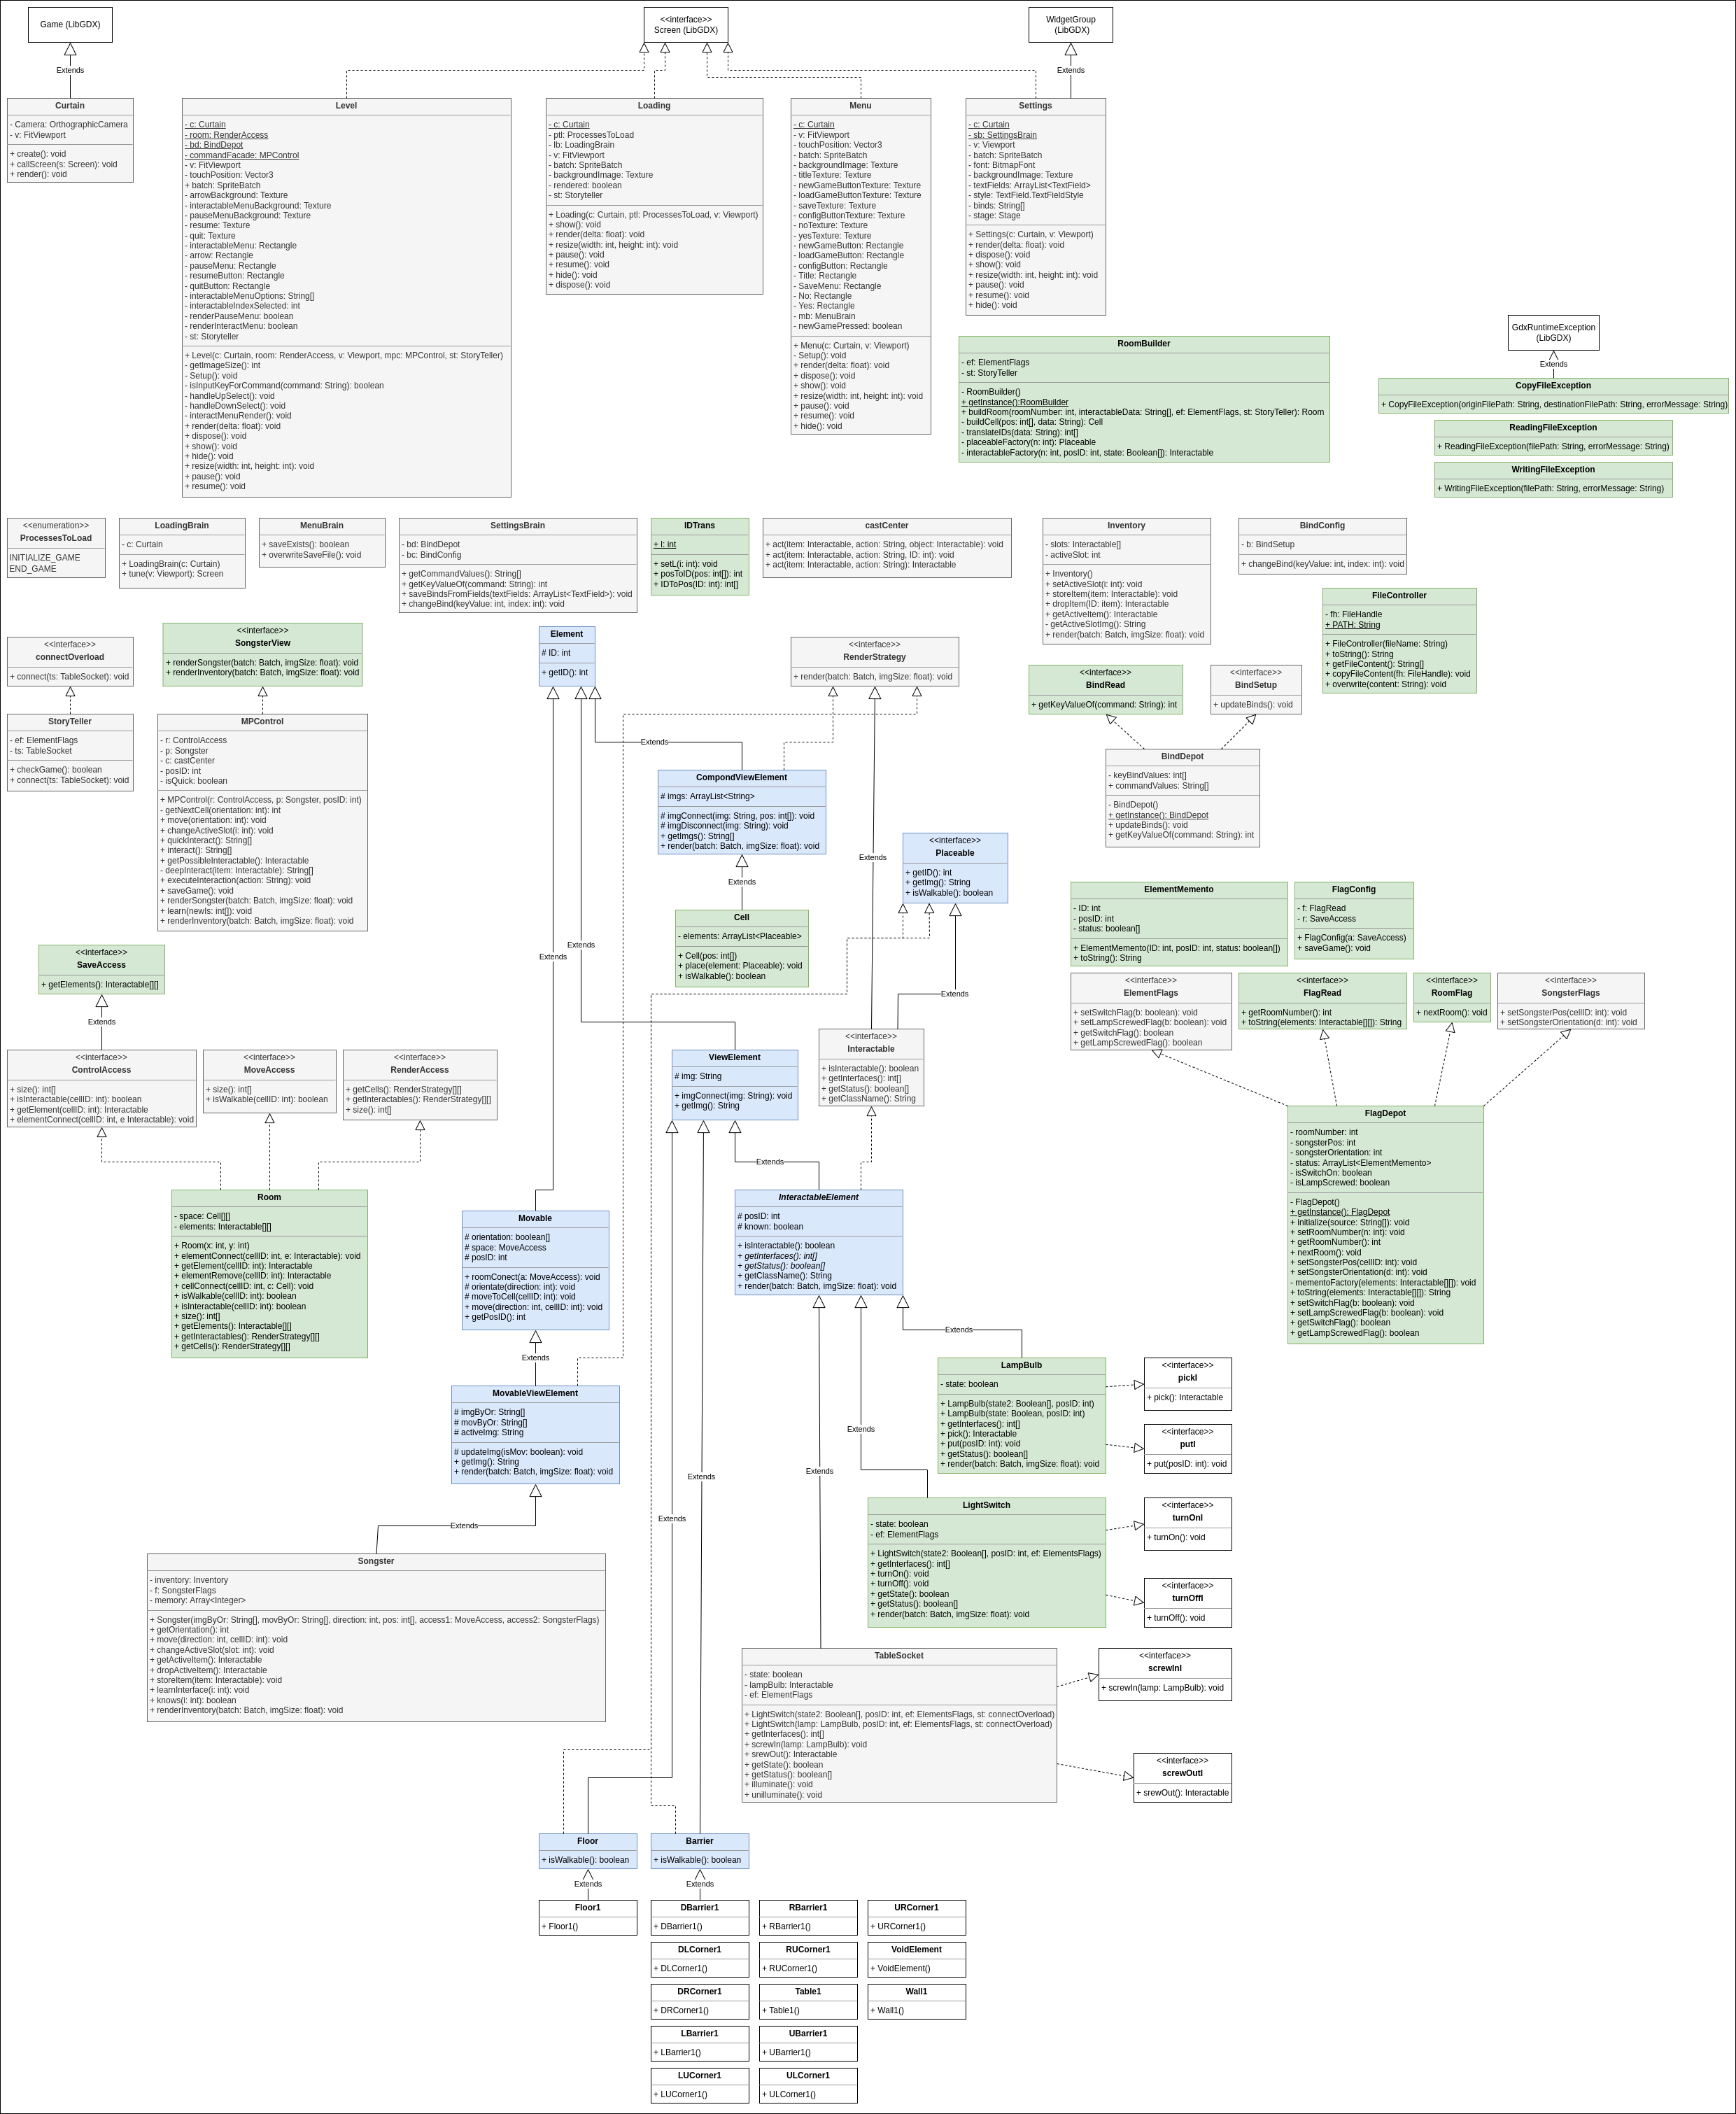 Game (LibGDX)
<<interface>>
Screen (LibGDX)
WidgetGroup
(LibGDX)
Extends
Extends
Curtain
- Camera: OrthographicCamera
- v: FitViewport
+ create(): void
+ callScreen(s: Screen): void
+ render(): void
Level
- c: Curtain
- room: RenderAccess
- bd: BindDepot
- commandFacade: MPControl
- v: FitViewport
- touchPosition: Vector3
+ batch: SpriteBatch
- arrowBackground: Texture
- interactableMenuBackground: Texture
- pauseMenuBackground: Texture
- resume: Texture
- quit: Texture
- interactableMenu: Rectangle
- arrow: Rectangle
- pauseMenu: Rectangle
- resumeButton: Rectangle
- quitButton: Rectangle
- interactableMenuOptions: String[]
- interactableIndexSelected: int
- renderPauseMenu: boolean
- renderInteractMenu: boolean
- st: Storyteller
+ Level(c: Curtain, room: RenderAccess, v: Viewport, mpc: MPControl, st: StoryTeller)
- getImageSize(): int
- Setup(): void
- isInputKeyForCommand(command: String): boolean
- handleUpSelect(): void
- handleDownSelect(): void
- interactMenuRender(): void
+ render(delta: float): void
+ dispose(): void
+ show(): void
+ hide(): void
+ resize(width: int, height: int): void
+ pause(): void
+ resume(): void
Loading
- c: Curtain
- ptl: ProcessesToLoad
- lb: LoadingBrain
- v: FitViewport
- batch: SpriteBatch
- backgroundImage: Texture
- rendered: boolean
- st: Storyteller
+ Loading(c: Curtain, ptl: ProcessesToLoad, v: Viewport)
+ show(): void
+ render(delta: float): void
+ resize(width: int, height: int): void
+ pause(): void
+ resume(): void
+ hide(): void
+ dispose(): void
Menu
- c: Curtain
- v: FitViewport
- touchPosition: Vector3
- batch: SpriteBatch
- backgroundImage: Texture
- titleTexture: Texture
- newGameButtonTexture: Texture
- loadGameButtonTexture: Texture
- saveTexture: Texture
- configButtonTexture: Texture
- noTexture: Texture
- yesTexture: Texture
- newGameButton: Rectangle
- loadGameButton: Rectangle
- configButton: Rectangle
- Title: Rectangle
- SaveMenu: Rectangle
- No: Rectangle
- Yes: Rectangle
- mb: MenuBrain
- newGamePressed: boolean
+ Menu(c: Curtain, v: Viewport)
- Setup(): void
+ render(delta: float): void
+ dispose(): void
+ show(): void
+ resize(width: int, height: int): void
+ pause(): void
+ resume(): void
+ hide(): void
Settings
- c: Curtain
- sb: SettingsBrain
- v: Viewport
- batch: SpriteBatch
- font: BitmapFont
- backgroundImage: Texture
- textFields: ArrayList<TextField>
- style: TextField.TextFieldStyle
- binds: String[]
- stage: Stage
+ Settings(c: Curtain, v: Viewport)
+ render(delta: float): void
+ dispose(): void
+ show(): void
+ resize(width: int, height: int): void
+ pause(): void
+ resume(): void
+ hide(): void
RoomBuilder
- ef: ElementFlags
- st: StoryTeller
- RoomBuilder()
+ getInstance():RoomBuilder
+ buildRoom(roomNumber: int, interactableData: String[], ef: ElementFlags, st: StoryTeller): Room
- buildCell(pos: int[], data: String): Cell
- translateIDs(data: String): int[]
- placeableFactory(n: int): Placeable
- interactableFactory(n: int, posID: int, state: Boolean[]): Interactable
GdxRuntimeException
(LibGDX)
Extends
CopyFileException
+ CopyFileException(originFilePath: String, destinationFilePath: String, errorMessage: String)
ReadingFileException
+ ReadingFileException(filePath: String, errorMessage: String)
WritingFileException
+ WritingFileException(filePath: String, errorMessage: String)
<<enumeration>>
ProcessesToLoad
INITIALIZE_GAME
END_GAME
LoadingBrain
- c: Curtain
+ LoadingBrain(c: Curtain)
+ tune(v: Viewport): Screen
MenuBrain
+ saveExists(): boolean
+ overwriteSaveFile(): void
SettingsBrain
- bd: BindDepot
- bc: BindConfig
+ getCommandValues(): String[]
+ getKeyValueOf(command: String): int
+ saveBindsFromFields(textFields: ArrayList<TextField>): void
+ changeBind(keyValue: int, index: int): void
IDTrans
+ l: int
+ setL(i: int): void
+ posToID(pos: int[]): int
+ IDToPos(ID: int): int[]
castCenter
+ act(item: Interactable, action: String, object: Interactable): void
+ act(item: Interactable, action: String, ID: int): void
+ act(item: Interactable, action: String): Interactable
Inventory
- slots: Interactable[]
- activeSlot: int
+ Inventory()
+ setActiveSlot(i: int): void
+ storeItem(item: Interactable): void
+ dropItem(ID: item): Interactable
+ getActiveItem(): Interactable
- getActiveSlotImg(): String
+ render(batch: Batch, imgSize: float): void
BindConfig
- b: BindSetup
+ changeBind(keyValue: int, index: int): void
FileController
- fh: FileHandle
+ PATH: String
+ FileController(fileName: String)
+ toString(): String
+ getFileContent(): String[]
+ copyFileContent(fh: FileHandle): void
+ overwrite(content: String): void
<<interface>>
connectOverload
+ connect(ts: TableSocket): void
<<interface>>
SongsterView
+ renderSongster(batch: Batch, imgSize: float): void
+ renderInventory(batch: Batch, imgSize: float): void
Element
# ID: int
+ getID(): int
<<interface>>
RenderStrategy
+ render(batch: Batch, imgSize: float): void
<<interface>>
BindRead
+ getKeyValueOf(command: String): int
<<interface>>
BindSetup
+ updateBinds(): void
StoryTeller
- ef: ElementFlags
- ts: TableSocket
+ checkGame(): boolean
+ connect(ts: TableSocket): void
MPControl
- r: ControlAccess
- p: Songster
- c: castCenter
- posID: int
- isQuick: boolean
+ MPControl(r: ControlAccess, p: Songster, posID: int)
- getNextCell(orientation: int): int
+ move(orientation: int): void
+ changeActiveSlot(i: int): void
+ quickInteract(): String[]
+ interact(): String[]
+ getPossibleInteractable(): Interactable
- deepInteract(item: Interactable): String[]
+ executeInteraction(action: String): void
+ saveGame(): void
+ renderSongster(batch: Batch, imgSize: float): void
+ learn(newIs: int[]): void
+ renderInventory(batch: Batch, imgSize: float): void
Extends
BindDepot
- keyBindValues: int[]
+ commandValues: String[]
- BindDepot()
+ getInstance(): BindDepot
+ updateBinds(): void
+ getKeyValueOf(command: String): int
CompondViewElement
# imgs: ArrayList<String>
# imgConnect(img: String, pos: int[]): void
# imgDisconnect(img: String): void
+ getImgs(): String[]
+ render(batch: Batch, imgSize: float): void
<<interface>>
Placeable
+ getID(): int
+ getImg(): String
+ isWalkable(): boolean
Extends
Extends
Cell
- elements: ArrayList<Placeable>
+ Cell(pos: int[])
+ place(element: Placeable): void
+ isWalkable(): boolean
ElementMemento
- ID: int
- posID: int
- status: boolean[]
+ ElementMemento(ID: int, posID: int, status: boolean[])
+ toString(): String
FlagConfig
- f: FlagRead
- r: SaveAccess
+ FlagConfig(a: SaveAccess)
+ saveGame(): void
<<interface>>
SaveAccess
+ getElements(): Interactable[][]
Extends
Extends
Extends
Extends
<<interface>>
ElementFlags
+ setSwitchFlag(b: boolean): void
+ setLampScrewedFlag(b: boolean): void
+ getSwitchFlag(): boolean
+ getLampScrewedFlag(): boolean
<<interface>>
FlagRead
+ getRoomNumber(): int
+ toString(elements: Interactable[][]): String
<<interface>>
RoomFlag
+ nextRoom(): void
<<interface>>
SongsterFlags
+ setSongsterPos(cellID: int): void
+ setSongsterOrientation(d: int): void
<<interface>>
ControlAccess
+ size(): int[]
+ isInteractable(cellID: int): boolean
+ getElement(cellID: int): Interactable
+ elementConnect(cellID: int, e Interactable): void
<<interface>>
MoveAccess
+ size(): int[]
+ isWalkable(cellID: int): boolean
<<interface>>
RenderAccess
+ getCells(): RenderStrategy[][]
+ getInteractables(): RenderStrategy[][]
+ size(): int[]
ViewElement
# img: String
+ imgConnect(img: String): void
+ getImg(): String
<<interface>>
Interactable
+ isInteractable(): boolean
+ getInterfaces(): int[]
+ getStatus(): boolean[]
+ getClassName(): String
Extends
FlagDepot
- roomNumber: int
- songsterPos: int
- songsterOrientation: int
- status: ArrayList<ElementMemento>
- isSwitchOn: boolean
- isLampScrewed: boolean
- FlagDepot()
+ getInstance(): FlagDepot
+ initialize(source: String[]): void
+ setRoomNumber(n: int): void
+ getRoomNumber(): int
+ nextRoom(): void
+ setSongsterPos(cellID: int): void
+ setSongsterOrientation(d: int): void
- mementoFactory(elements: Interactable[][]): void
+ toString(elements: Interactable[][]): String
+ setSwitchFlag(b: boolean): void
+ setLampScrewedFlag(b: boolean): void
+ getSwitchFlag(): boolean
+ getLampScrewedFlag(): boolean
Room
- space: Cell[][]
- elements: Interactable[][]
+ Room(x: int, y: int)
+ elementConnect(cellID: int, e: Interactable): void
+ getElement(cellID: int): Interactable
+ elementRemove(cellID: int): Interactable
+ cellConnect(cellID: int, c: Cell): void
+ isWalkable(cellID: int): boolean
+ isInteractable(cellID: int): boolean
+ size(): int[]
+ getElements(): Interactable[][]
+ getInteractables(): RenderStrategy[][]
+ getCells(): RenderStrategy[][]
Movable
# orientation: boolean[]
# space: MoveAccess
# posID: int
+ roomConect(a: MoveAccess): void
# orientate(direction: int): void
# moveToCell(cellID: int): void
+ move(direction: int, cellID: int): void
+ getPosID(): int
InteractableElement
# posID: int
# known: boolean
+ isInteractable(): boolean
+ getInterfaces(): int[]
+ getStatus(): boolean[]
+ getClassName(): String
+ render(batch: Batch, imgSize: float): void
Extends
Extends
MovableViewElement
# imgByOr: String[]
# movByOr: String[]
# activeImg: String
# updateImg(isMov: boolean): void
+ getImg(): String
+ render(batch: Batch, imgSize: float): void
LampBulb
- state: boolean
+ LampBulb(state2: Boolean[], posID: int)
+ LampBulb(state: Boolean, posID: int)
+ getInterfaces(): int[]
+ pick(): Interactable
+ put(posID: int): void
+ getStatus(): boolean[]
+ render(batch: Batch, imgSize: float): void
<<interface>>
pickI
+ pick(): Interactable
<<interface>>
putI
+ put(posID: int): void
Extends
Extends
Extends
Extends
Extends
LightSwitch
- state: boolean
- ef: ElementFlags
+ LightSwitch(state2: Boolean[], posID: int, ef: ElementsFlags)
+ getInterfaces(): int[]
+ turnOn(): void
+ turnOff(): void
+ getState(): boolean
+ getStatus(): boolean[]
+ render(batch: Batch, imgSize: float): void
<<interface>>
turnOnI
+ turnOn(): void
<<interface>>
turnOffI
+ turnOff(): void
Songster
- inventory: Inventory
- f: SongsterFlags
- memory: Array<Integer>
+ Songster(imgByOr: String[], movByOr: String[], direction: int, pos: int[], access1: MoveAccess, access2: SongsterFlags)
+ getOrientation(): int
+ move(direction: int, cellID: int): void
+ changeActiveSlot(slot: int): void
+ getActiveItem(): Interactable
+ dropActiveItem(): Interactable
+ storeItem(item: Interactable): void
+ learnInterface(i: int): void
+ knows(i: int): boolean
+ renderInventory(batch: Batch, imgSize: float): void
TableSocket
- state: boolean
- lampBulb: Interactable
- ef: ElementFlags
+ LightSwitch(state2: Boolean[], posID: int, ef: ElementsFlags, st: connectOverload)
+ LightSwitch(lamp: LampBulb, posID: int, ef: ElementsFlags, st: connectOverload)
+ getInterfaces(): int[]
+ screwIn(lamp: LampBulb): void
+ srewOut(): Interactable
+ getState(): boolean
+ getStatus(): boolean[]
+ illuminate(): void
+ unilluminate(): void
<<interface>>
screwInI
+ screwIn(lamp: LampBulb): void
<<interface>>
screwOutI
+ srewOut(): Interactable
Floor
+ isWalkable(): boolean
Barrier
+ isWalkable(): boolean
Extends
Extends
Floor1
+ Floor1()
DBarrier1
+ DBarrier1()
RBarrier1
+ RBarrier1()
URCorner1
+ URCorner1()
DLCorner1
+ DLCorner1()
RUCorner1
+ RUCorner1()
VoidElement
+ VoidElement()
DRCorner1
+ DRCorner1()
Table1
+ Table1()
Wall1
+ Wall1()
LBarrier1
+ LBarrier1()
UBarrier1
+ UBarrier1()
LUCorner1
+ LUCorner1()
ULCorner1
+ ULCorner1()